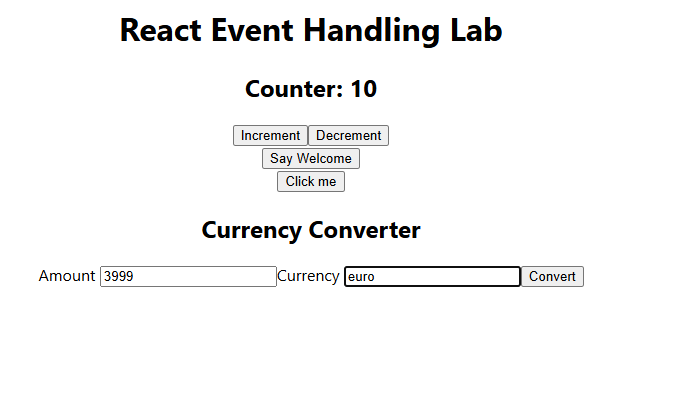 React Event Handling Lab
Counter: 10
Increment Decrement
Say Welcome
Click me
Currency Converter
Amount 3999 Currency euro Convert